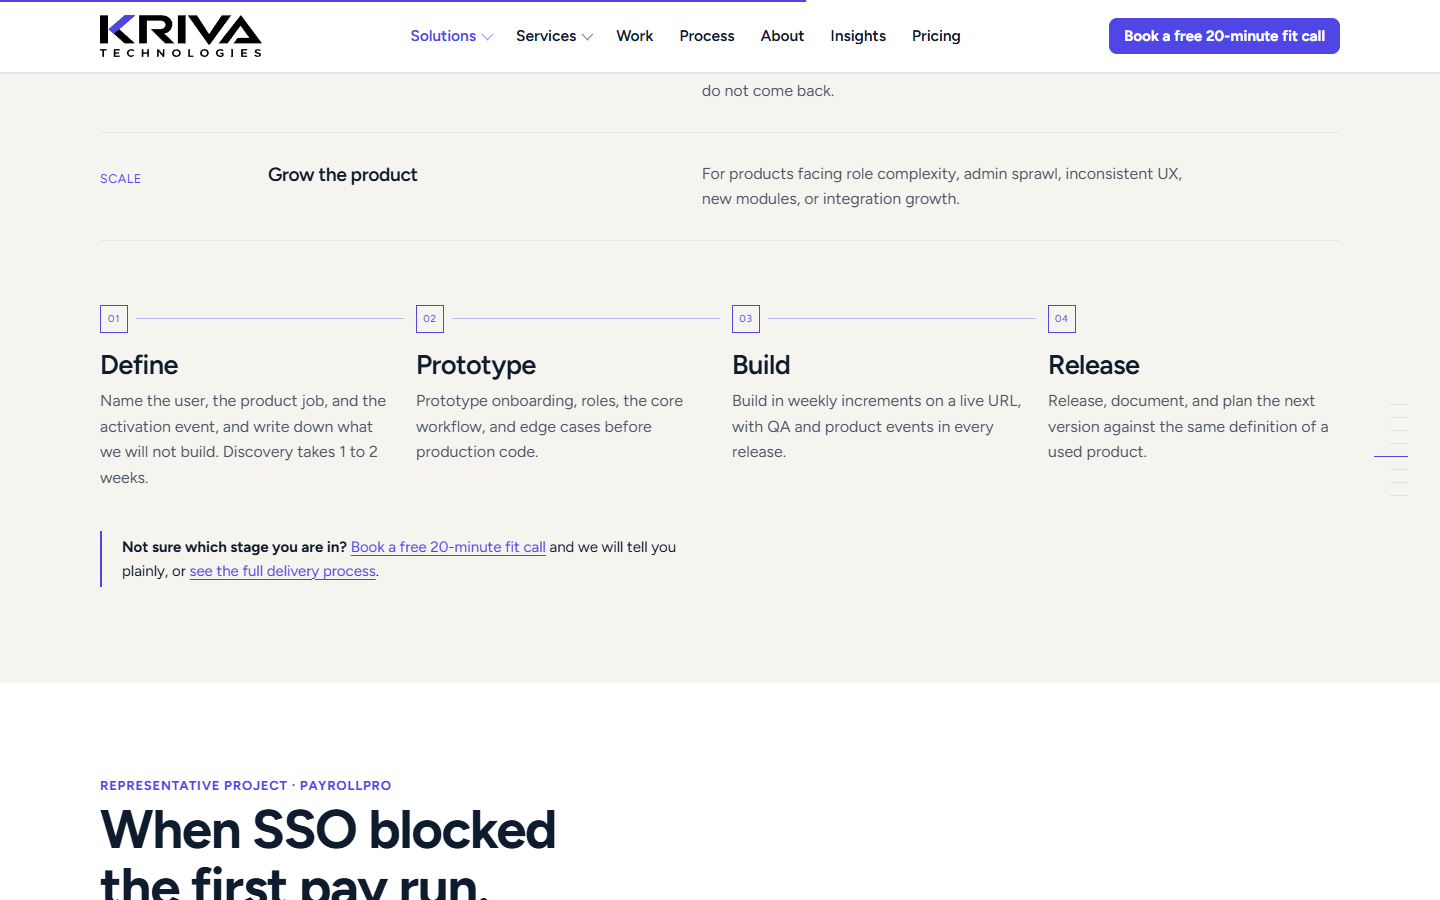 KRIVA
TECHNOLOGIES
Solutions
Services
Work
Process
About
Insights
Pricing
Book a free 20-minute fit call
do not come back.
SCALE
Grow the product
For products facing role complexity, admin sprawl, inconsistent UX,
new modules, or integration growth.
01
Define
Name the user, the product job, and the
activation event, and write down what
we will not build. Discovery takes 1 to 2
weeks.
02
Prototype
Prototype onboarding, roles, the core
workflow, and edge cases before
production code.
03
Build
Build in weekly increments on a live URL,
with QA and product events in every
release.
04
Release
Release, document, and plan the next
version against the same definition of a
used product.
Not sure which stage you are in? Book a free 20-minute fit call and we will tell you
plainly, or see the full delivery process.
REPRESENTATIVE PROJECT · PAYROLLPRO
When SSO blocked
the first pay run.